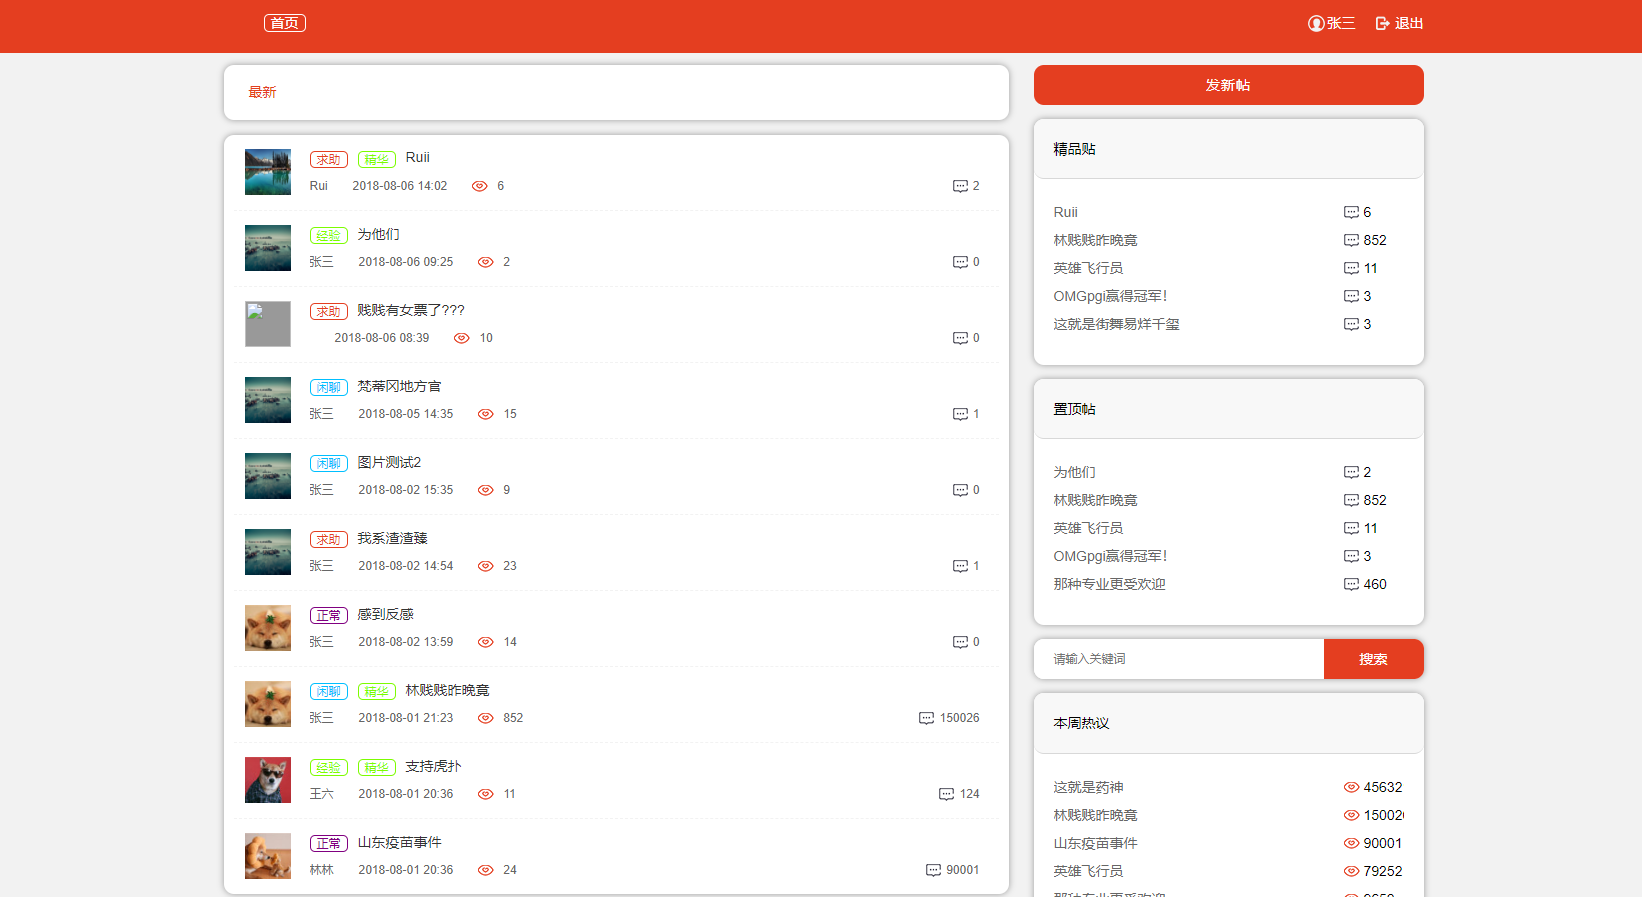 首页
张三 退出
最新
求助 精华 Ruii
Rui 2018-08-06 14:02 6 2
经验 为他们
张三 2018-08-06 09:25 2 0
求助 贱贱有女票了???
2018-08-06 08:39 10 0
闲聊 梵蒂冈地方官
张三 2018-08-05 14:35 15 1
闲聊 图片测试2
张三 2018-08-02 15:35 9 0
求助 我系渣渣臻
张三 2018-08-02 14:54 23 1
正常 感到反感
张三 2018-08-02 13:59 14 0
闲聊 精华 林贱贱昨晚竟
张三 2018-08-01 21:23 852 150026
经验 精华 支持虎扑
王六 2018-08-01 20:36 11 124
正常 山东疫苗事件
林林 2018-08-01 20:36 24 90001
发新帖
精品贴
Ruii 6
林贱贱昨晚竟 852
英雄飞行员 11
OMGpgi赢得冠军! 3
这就是街舞易烊千玺 3
置顶帖
为他们 2
林贱贱昨晚竟 852
英雄飞行员 11
OMGpgi赢得冠军! 3
那种专业更受欢迎 460
请输入关键词 搜索
本周热议
这就是药神 45632
林贱贱昨晚竟 15002
山东疫苗事件 90001
英雄飞行员 79252